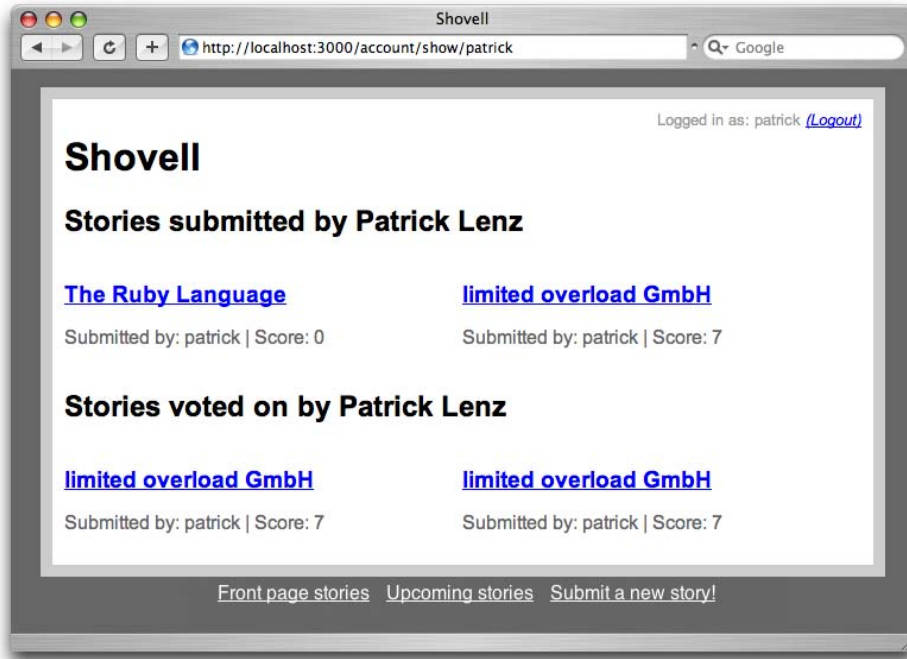 Shovell
http://localhost:3000/account/show/patrick
Google
Logged in as: patrick (Logout)
Shovell
Stories submitted by Patrick Lenz
The Ruby Language
limited overload GmbH
Submitted by: patrick | Score: 0
Submitted by: patrick | Score: 7
Stories voted on by Patrick Lenz
limited overload GmbH
limited overload GmbH
Submitted by: patrick | Score: 7
Submitted by: patrick | Score: 7
Front page stories Upcoming stories Submit a new story!